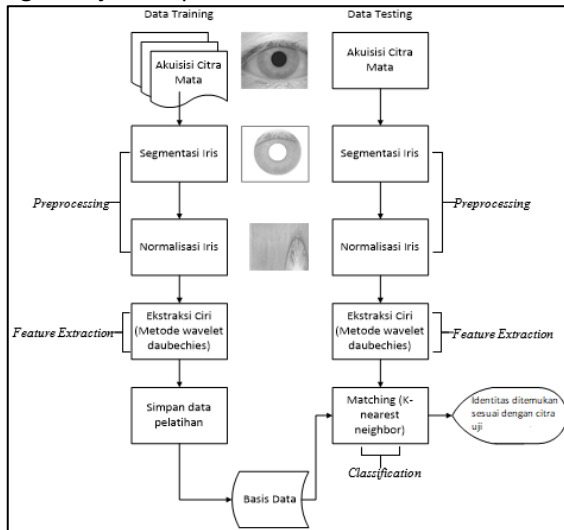 Data Training
Data Testing
Akuisisi Citra
Mata
Akuisisi Citra
Mata
Segmentasi Iris
Segmentasi Iris
Preprocessing
Preprocessing
Normalisasi Iris
Normalisasi Iris
Feature Extraction
Ekstraksi Ciri
(Metode wavelet
daubechies)
Ekstraksi Ciri
(Metode wavelet
daubechies)
Feature Extraction
Simpan data
pelatihan
Matching (K-
nearest
neighbor)
Identitas ditemukan
sesuai dengan citra
uji
Classification
Basis Data